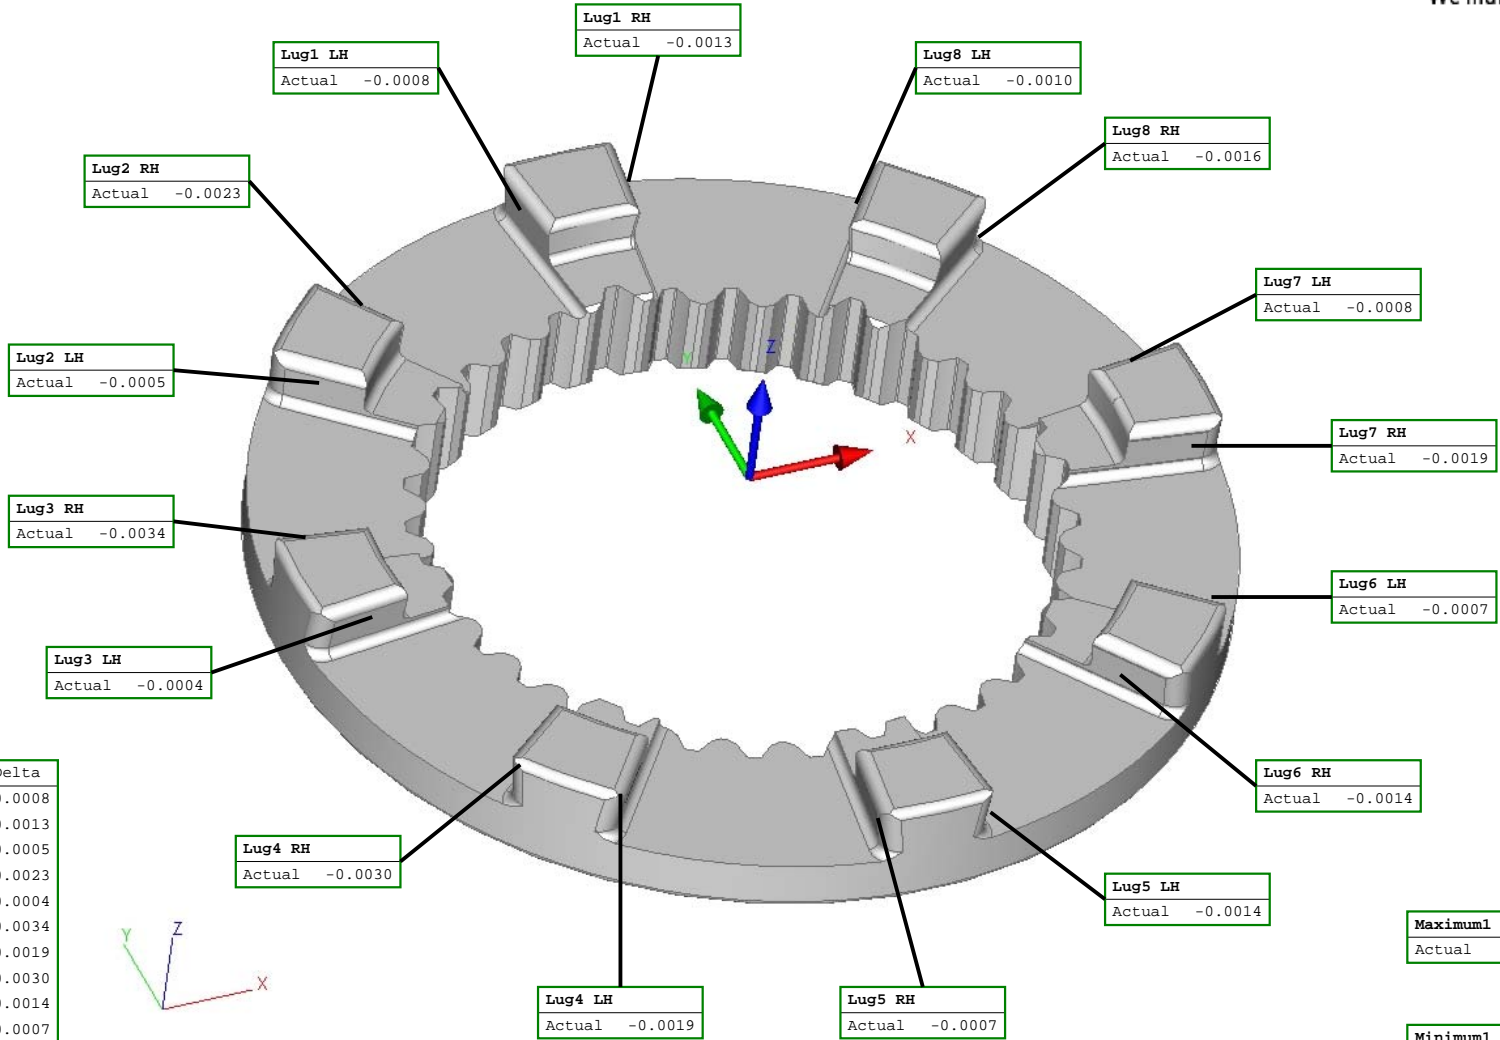 Lug1 RH
Actual -0.0013
Lug1 LH
Actual -0.0008
Lug8 LH
Actual -0.0010
Lug8 RH
Actual -0.0016
Lug2 RH
Actual -0.0023
Lug7 LH
Actual -0.0008
Lug2 LH
Actual -0.0005
Y
Z
X
Lug7 RH
Actual -0.0019
Lug3 RH
Actual -0.0034
Lug6 LH
Actual -0.0007
Lug3 LH
Actual -0.0004
Lug6 RH
Actual -0.0014
Lug4 RH
Actual -0.0030
Lug5 LH
Actual -0.0014
Lug4 LH
Actual -0.0019
Lug5 RH
Actual -0.0007
Maximum1
Actual
Minimum1
elta
.0008
.0013
.0005
.0023
.0004
.0034
.0019
.0030
.0014
.0007
Y
Z
X